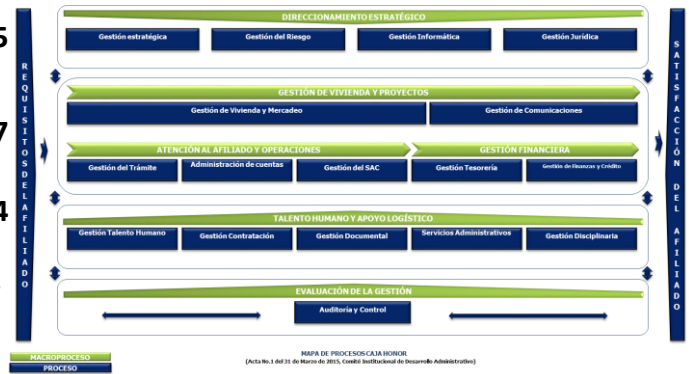 DIRECCIONAMIENTO ESTRATÉGICO
Gestión estratégica
Gestión del Riesgo
Gestión Informática
Gestión Jurídica
5
REQUISITOS DEL AFILIADO
SATISFACCIÓN DEL AFILIADO
GESTIÓN DE VIVIENDA Y PROYECTOS
Gestión de Vivienda y Mercadeo
Gestión de Comunicaciones
7
ATENCIÓN AL AFILIADO Y OPERACIONES
GESTIÓN FINANCIERA
Gestión del Trámite
Administración de cuentas
Gestión del SAC
Gestión Tesorería
Gestión de Finanzas y Crédito
4
TALENTO HUMANO Y APOYO LOGÍSTICO
Gestión Talento Humano
Gestión Contratación
Gestión Documental
Servicios Administrativos
Gestión Disciplinaria
EVALUACIÓN DE LA GESTIÓN
Auditoría y Control
MACROPROCESO
PROCESO
MAPA DE PROCESOS CAJA HONOR
(Acta No.1 del 31 de Marzo de 2015, Comité Institucional de Desarrollo Administrativo)